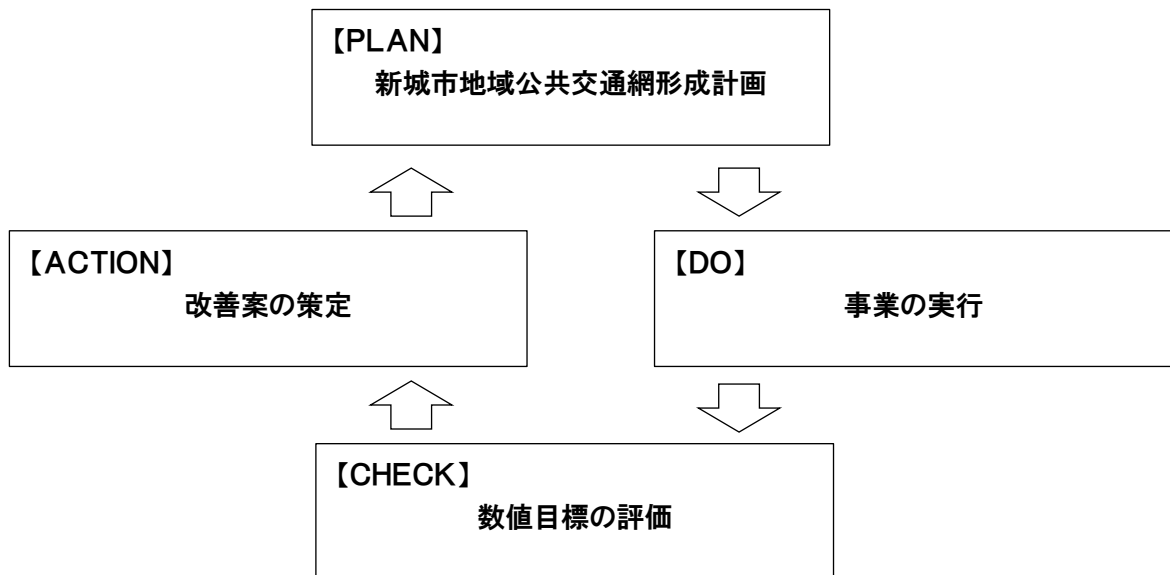 【PLAN】
新城市地域公共交通網形成計画
【ACTION】
改善案の策定
【DO】
事業の実行
【CHECK】
数値目標の評価